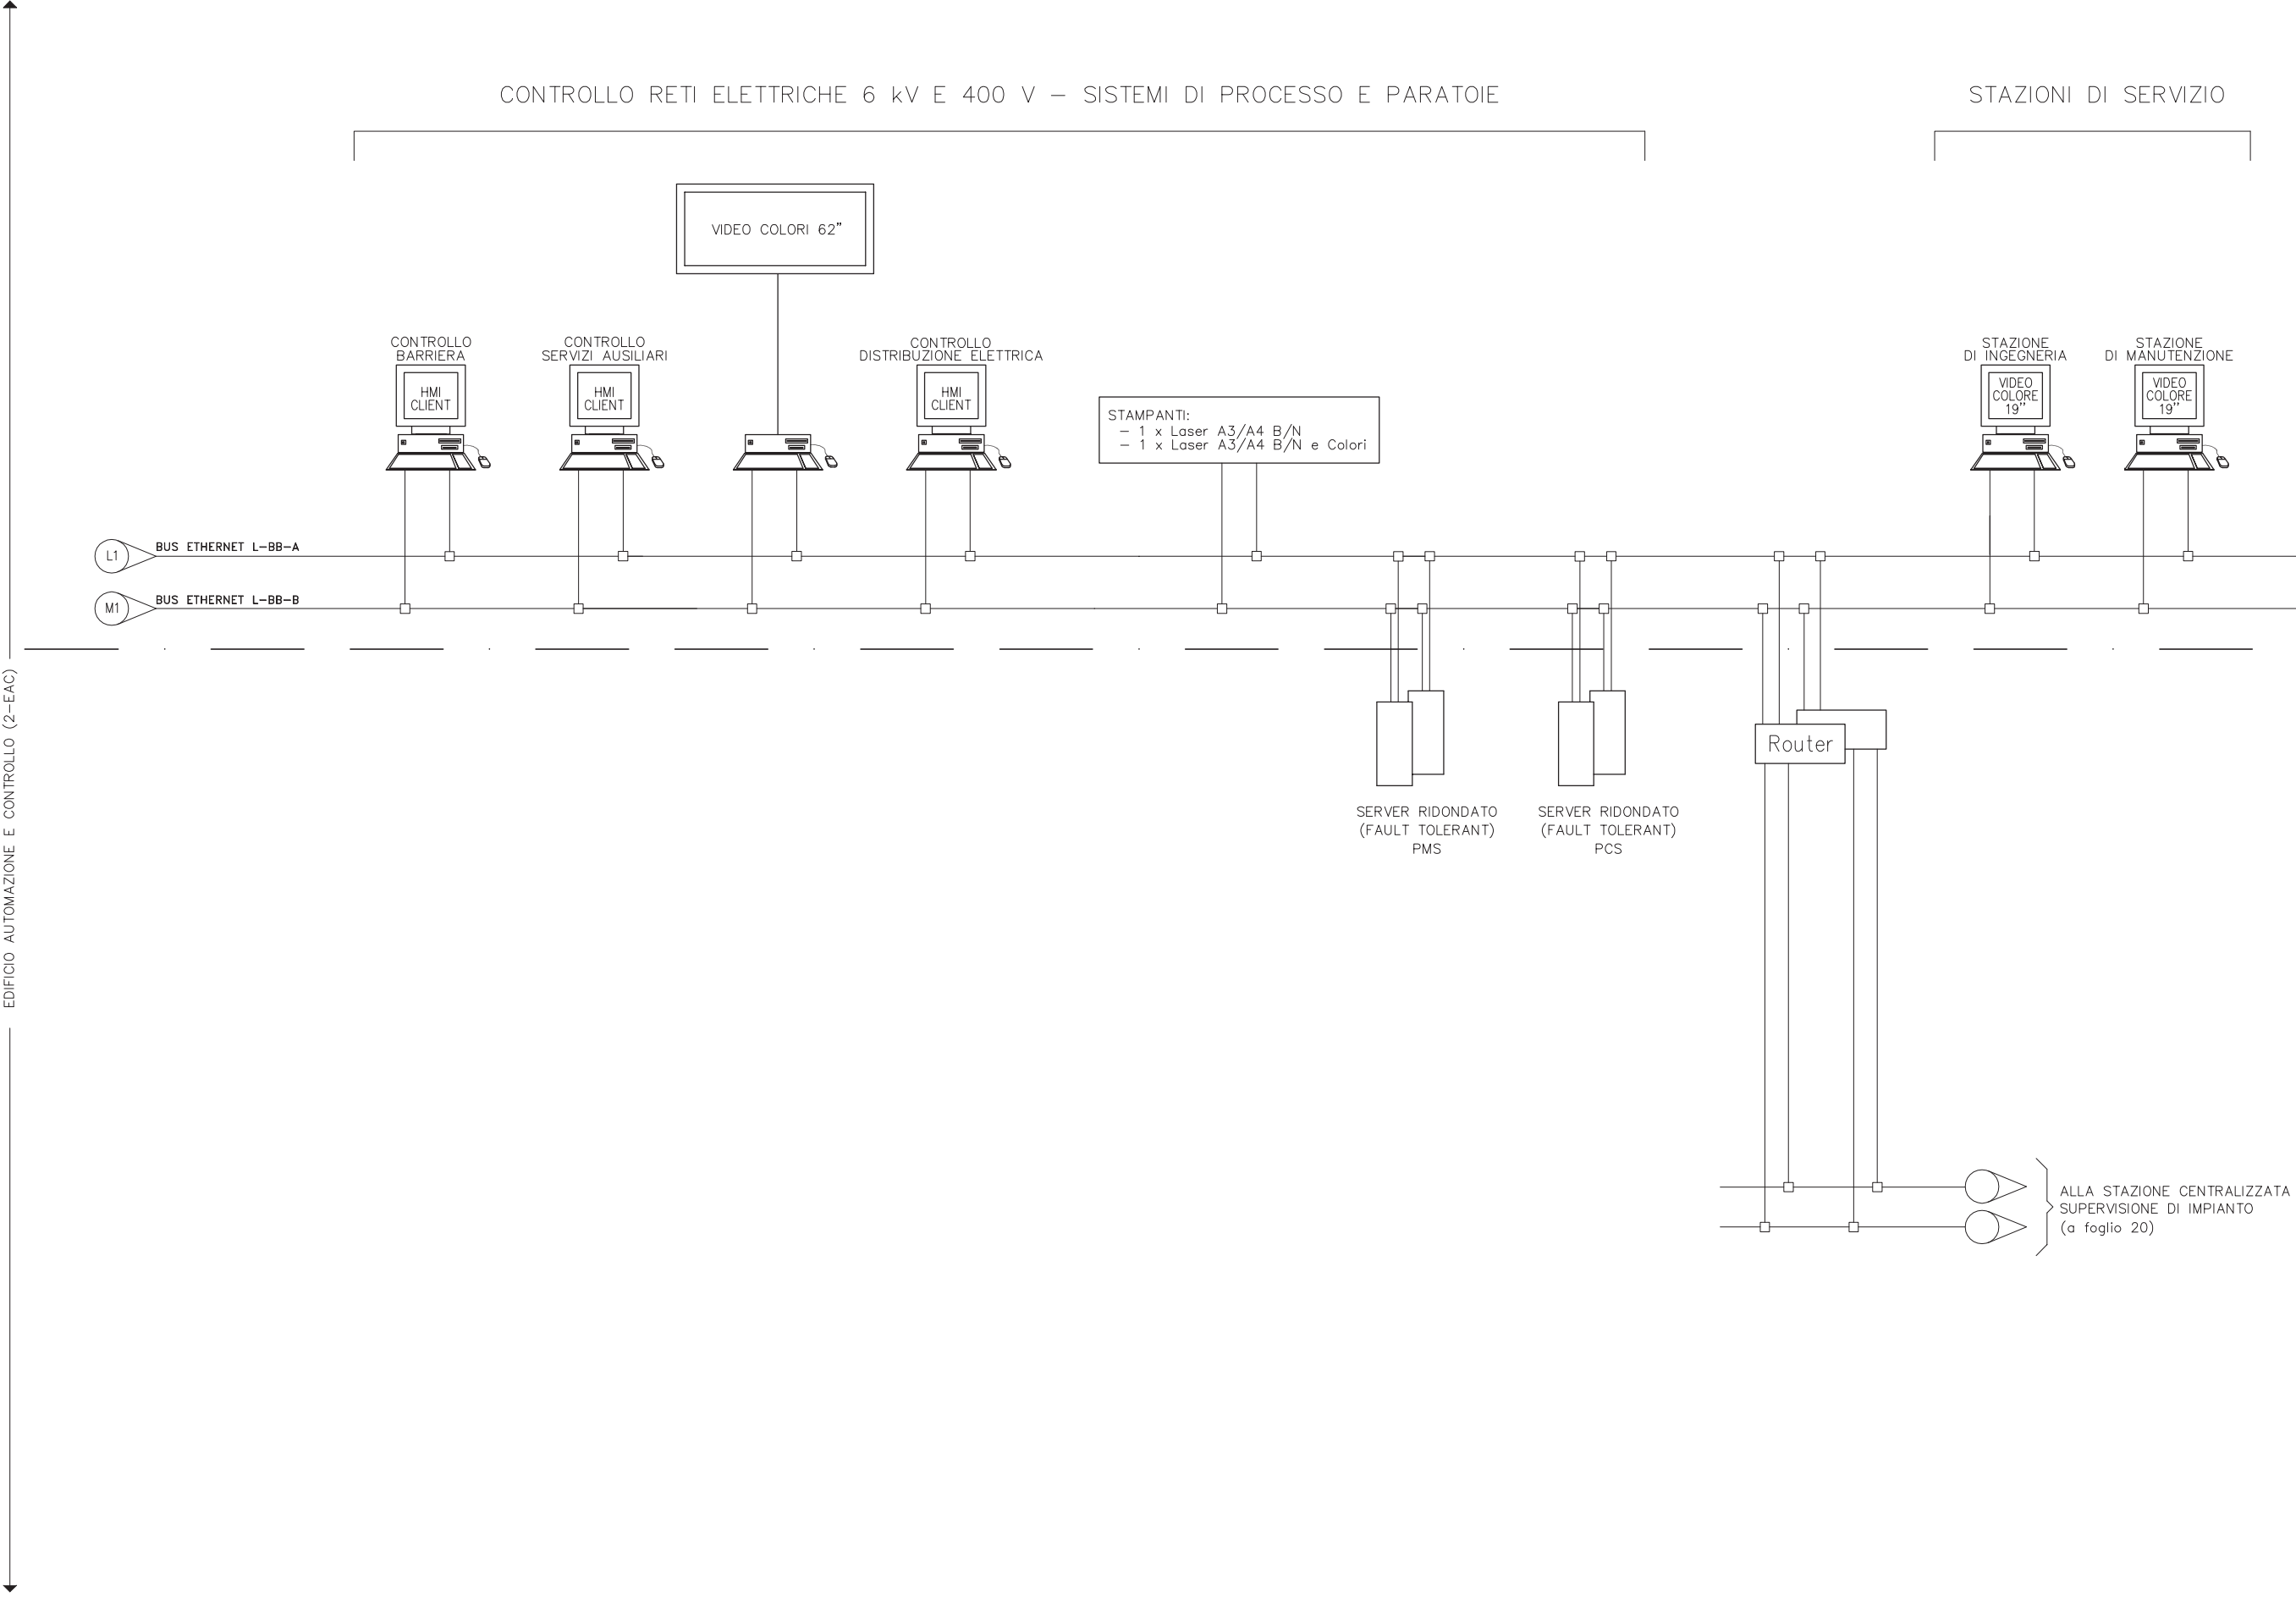 CONTROLLO RETI ELETTRICHE 6 kV E 400 V – SISTEMI DI PROCESSO E PARATOIE
STAZIONI DI SERVIZIO
VIDEO COLORI 62"
CONTROLLO
BARRIERA
HMI
CLIENT
CONTROLLO
SERVIZI AUSILIARI
HMI
CLIENT
CONTROLLO
DISTRIBUZIONE ELETTRICA
HMI
CLIENT
STAMPANTI:
– 1 x Laser A3/A4 B/N
– 1 x Laser A3/A4 B/N e Colori
STAZIONE
DI INGEGNERIA
VIDEO
COLORE
19"
STAZIONE
DI MANUTENZIONE
VIDEO
COLORE
19"
L1
BUS ETHERNET L–BB–A
M1
BUS ETHERNET L–BB–B
EDIFICIO AUTOMAZIONE E CONTROLLO (2–EAC)
Router
SERVER RIDONDATO
(FAULT TOLERANT)
PMS
SERVER RIDONDATO
(FAULT TOLERANT)
PCS
ALLA STAZIONE CENTRALIZZATA
SUPERVISIONE DI IMPIANTO
(a foglio 20)